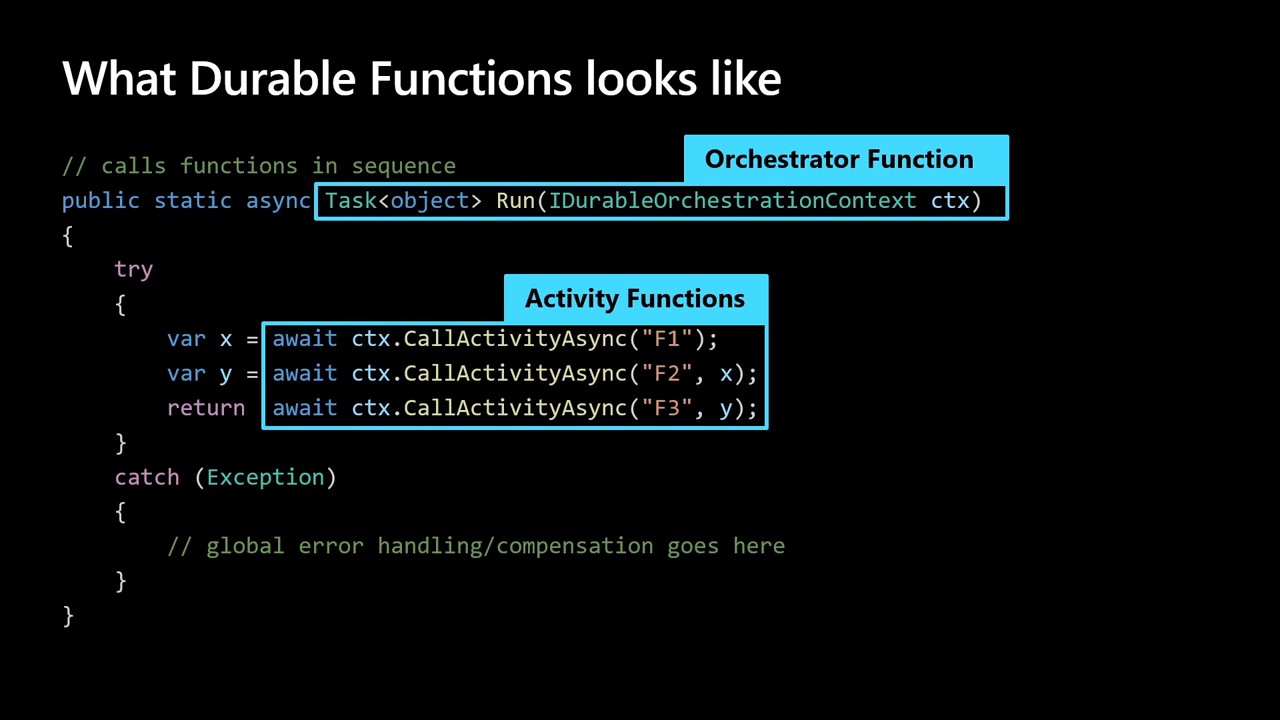 What Durable Functions looks like
// calls functions in sequence
Orchestrator Function
public static async Task<object> Run(IDurableOrchestrationContext ctx)
{
    try
    {
Activity Functions
        var x = await ctx.CallActivityAsync("F1");
        var y = await ctx.CallActivityAsync("F2", x);
        return await ctx.CallActivityAsync("F3", y);
    }
    catch (Exception)
    {
        // global error handling/compensation goes here
    }
}